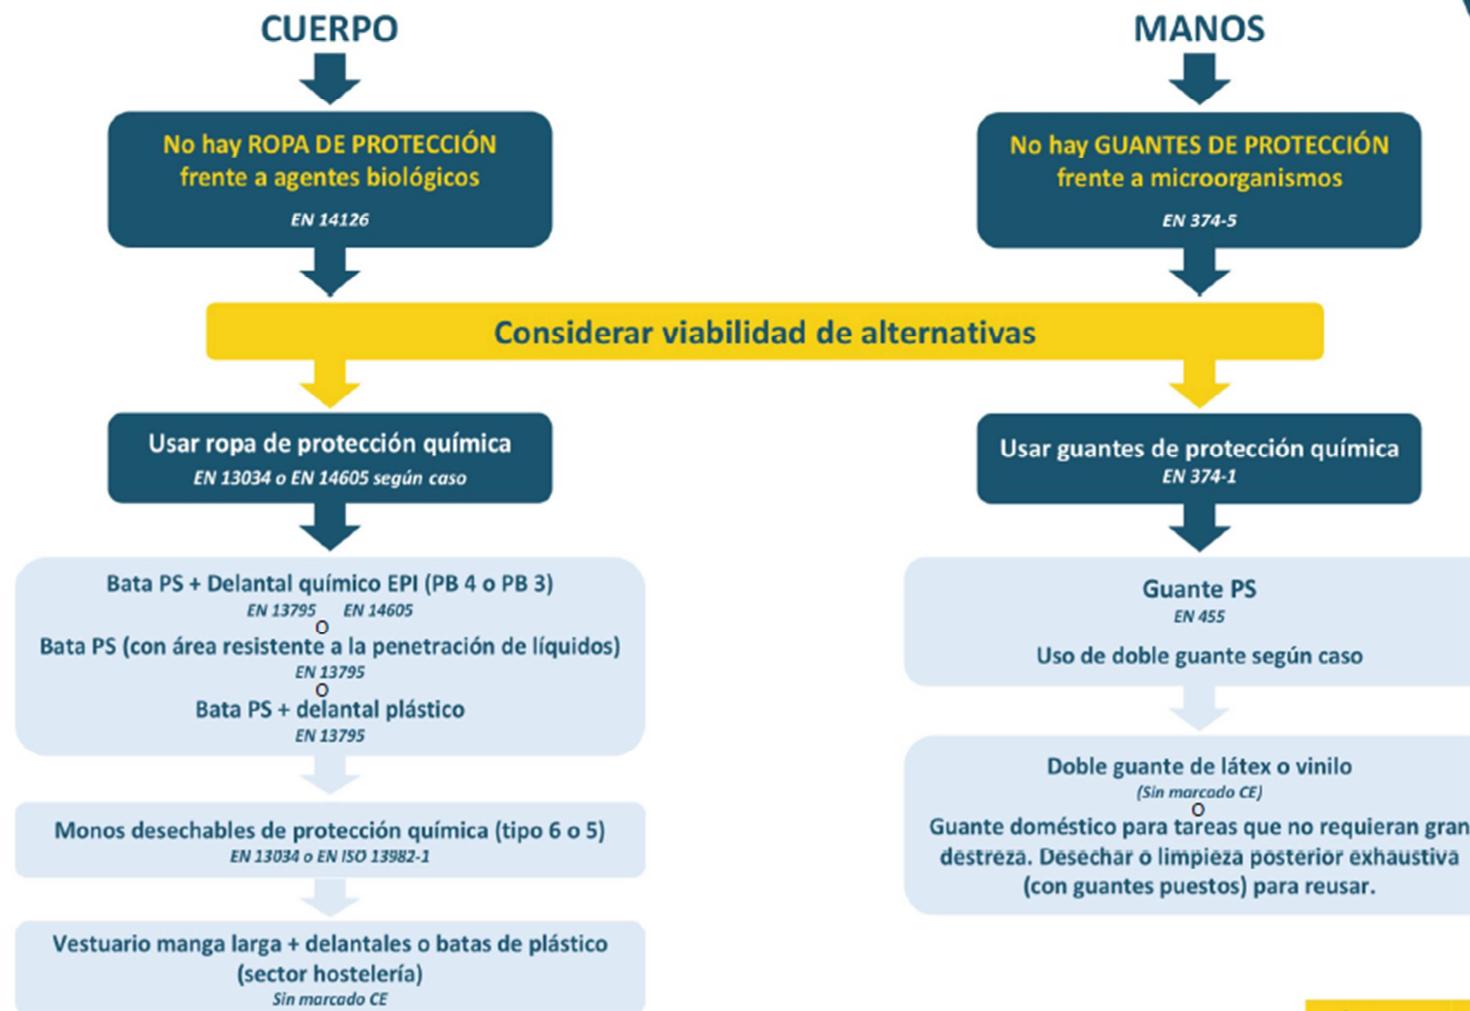 CUERPO
No hay ROPA DE PROTECCIÓN
frente a agentes biológicos
EN 14126
MANOS
No hay GUANTES DE PROTECCIÓN
frente a microorganismos
EN 374-5
Considerar viabilidad de alternativas
Usar ropa de protección química
EN 13034 o EN 14605 según caso
Bata PS + Delantal químico EPI (PB 4 o PB 3)
EN 13795 EN 14605
O
Bata PS (con área resistente a la penetración de líquidos)
EN 13795
O
Bata PS + delantal plástico
EN 13795
Monos desechables de protección química (tipo 6 o 5)
EN 13034 o EN ISO 13982-1
Vestuario manga larga + delantales o batas de plástico
(sector hostelería)
Sin marcado CE
Usar guantes de protección química
EN 374-1
Guante PS
EN 455
Uso de doble guante según caso
Doble guante de látex o vinilo
(Sin marcado CE)
O
Guante doméstico para tareas que no requieran gran
destreza. Desechar o limpieza posterior exhaustiva
(con guantes puestos) para reusar.